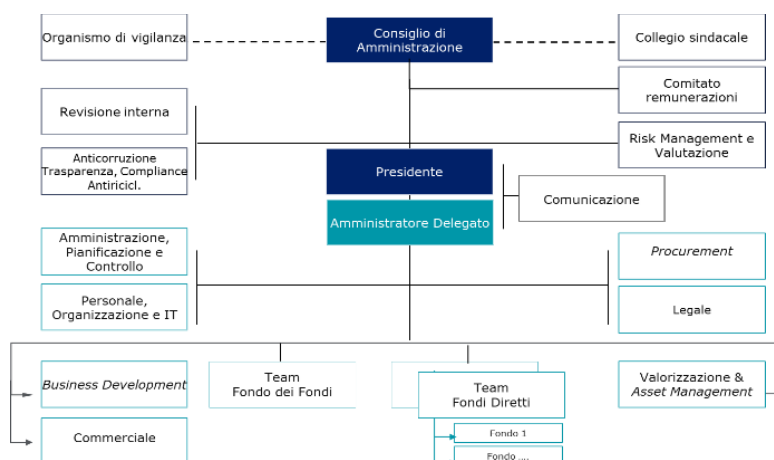 Organismo di vigilanza
Consiglio di
Amministrazione
Collegio sindacale
Comitato
remunerazioni
Revisione interna
Risk Management e
Valutazione
Anticorruzione
Trasparenza, Compliance
Antiricicl.
Presidente
Comunicazione
Amministratore Delegato
Amministrazione,
Pianificazione e
Controllo
Procurement
Personale,
Organizzazione e IT
Legale
Business Development
Team
Fondo dei Fondi
Team
Fondi Diretti
Valorizzazione &
Asset Management
Commerciale
Fondo 1
Fondo ....